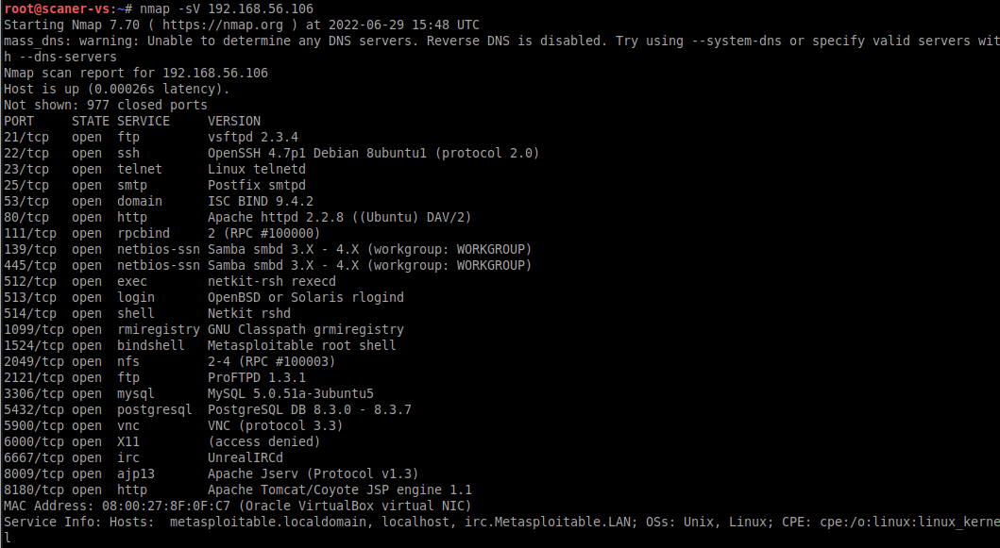 root@scaner-vs:~# nmap -sV 192.168.56.106
Starting Nmap 7.70 ( https://nmap.org ) at 2022-06-29 15:48 UTC
mass_dns: warning: Unable to determine any DNS servers. Reverse DNS is disabled. Try using --system-dns or specify valid servers wit
h --dns-servers
Nmap scan report for 192.168.56.106
Host is up (0.00026s latency).
Not shown: 977 closed ports
PORT     STATE SERVICE     VERSION
21/tcp   open  ftp         vsftpd 2.3.4
22/tcp   open  ssh         OpenSSH 4.7p1 Debian 8ubuntu1 (protocol 2.0)
23/tcp   open  telnet      Linux telnetd
25/tcp   open  smtp        Postfix smtpd
53/tcp   open  domain      ISC BIND 9.4.2
80/tcp   open  http        Apache httpd 2.2.8 ((Ubuntu) DAV/2)
111/tcp  open  rpcbind     2 (RPC #100000)
139/tcp  open  netbios-ssn Samba smbd 3.X - 4.X (workgroup: WORKGROUP)
445/tcp  open  netbios-ssn Samba smbd 3.X - 4.X (workgroup: WORKGROUP)
512/tcp  open  exec        netkit-rsh rexecd
513/tcp  open  login       OpenBSD or Solaris rlogind
514/tcp  open  shell       Netkit rshd
1099/tcp open  rmiregistry GNU Classpath grmiregistry
1524/tcp open  bindshell   Metasploitable root shell
2049/tcp open  nfs         2-4 (RPC #100003)
2121/tcp open  ftp         ProFTPD 1.3.1
3306/tcp open  mysql       MySQL 5.0.51a-3ubuntu5
5432/tcp open  postgresql  PostgreSQL DB 8.3.0 - 8.3.7
5900/tcp open  vnc         VNC (protocol 3.3)
6000/tcp open  X11         (access denied)
6667/tcp open  irc         UnrealIRCd
8009/tcp open  ajp13       Apache Jserv (Protocol v1.3)
8180/tcp open  http        Apache Tomcat/Coyote JSP engine 1.1
MAC Address: 08:00:27:8F:0F:C7 (Oracle VirtualBox virtual NIC)
Service Info: Hosts:  metasploitable.localdomain, localhost, irc.Metasploitable.LAN; OSs: Unix, Linux; CPE: cpe:/o:linux:linux_kerne
l